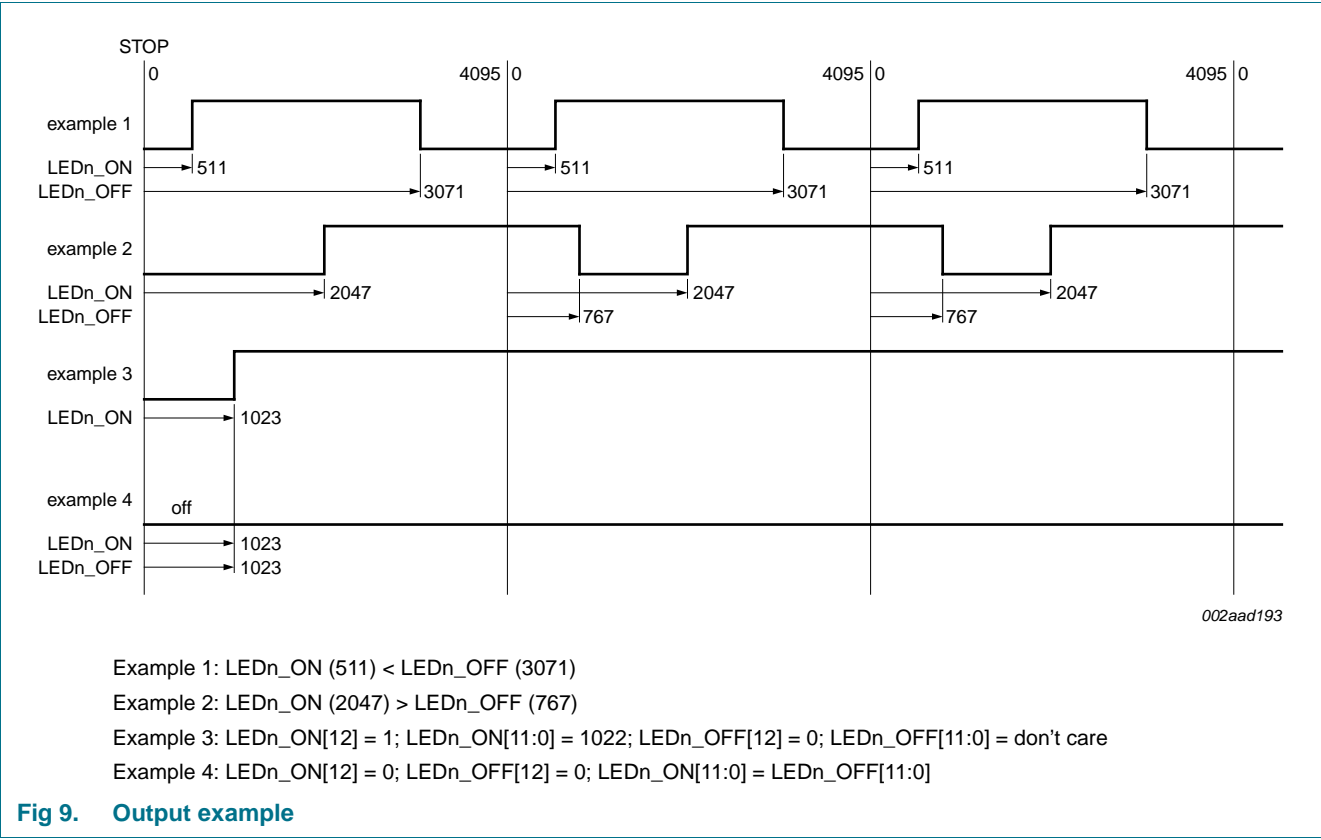 STOP
0 4095 0 4095 0 4095 0
example 1
LEDn_ON 511 511 511
LEDn_OFF 3071 3071 3071
example 2
LEDn_ON 2047 2047 2047
LEDn_OFF 767 767
example 3
LEDn_ON 1023
example 4 off
LEDn_ON 1023
LEDn_OFF 1023
002aad193
Example 1: LEDn_ON (511) < LEDn_OFF (3071)
Example 2: LEDn_ON (2047) > LEDn_OFF (767)
Example 3: LEDn_ON[12] = 1; LEDn_ON[11:0] = 1022; LEDn_OFF[12] = 0; LEDn_OFF[11:0] = don't care
Example 4: LEDn_ON[12] = 0; LEDn_OFF[12] = 0; LEDn_ON[11:0] = LEDn_OFF[11:0]
Fig 9. Output example